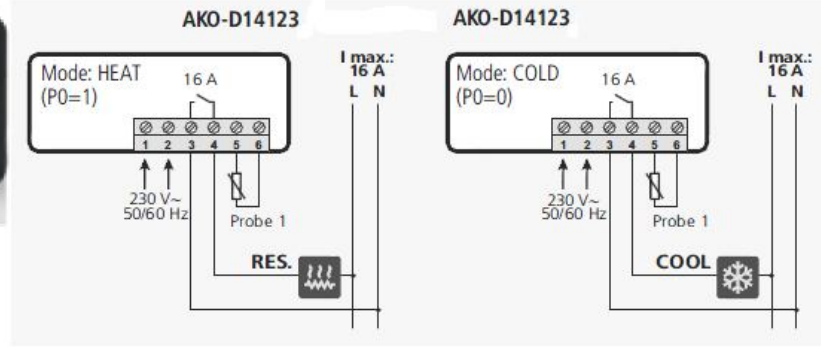 AKO-D14123
Mode: HEAT
(P0=1)
16 A
1 2 3 4 5 6
230 V~
50/60 Hz
Probe 1
RES.
I max.:
16 A
L N
AKO-D14123
Mode: COLD
(P0=0)
16 A
1 2 3 4 5 6
230 V~
50/60 Hz
Probe 1
COOL
I max.:
16 A
L N